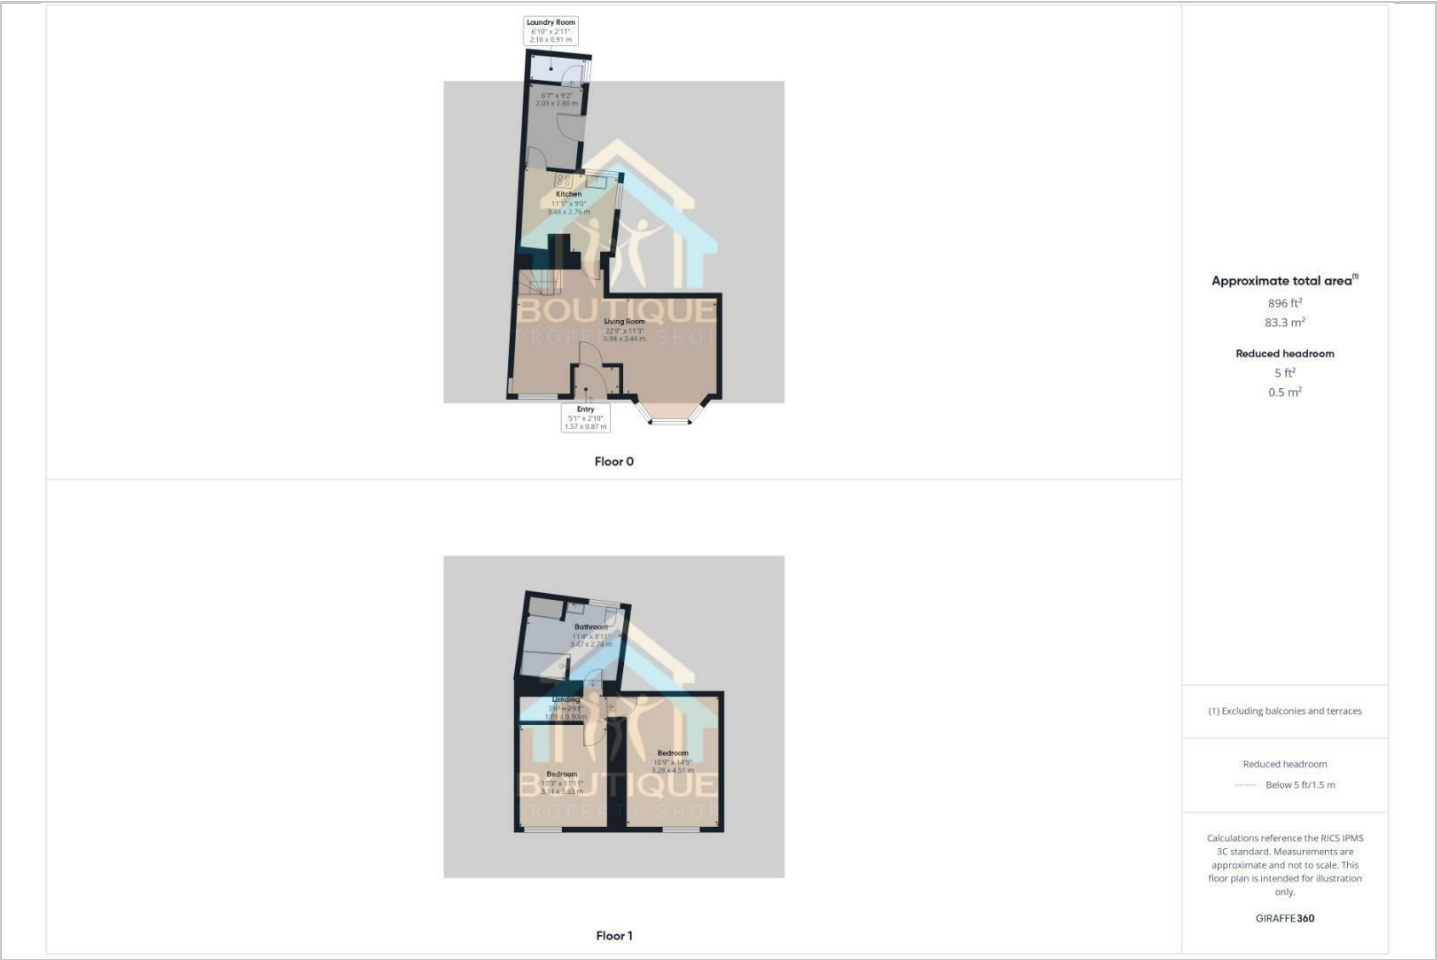 Laundry Room
6'10" x 2'11"
2.10 x 0.91 m
6'7" x 9'2"
2.03 x 2.80 m
Kitchen
11'5" x 9'0"
3.48 x 2.76 m
BOUTIQUE
PROPERTY SHOP
Living Room
22'9" x 11'3"
6.94 x 3.44 m
Entry
5'1" x 2'10"
1.57 x 0.87 m
Floor 0
Bathroom
11'4" x 8'11"
3.47 x 2.74 m
Landing
Bedroom
10'9" x 14'9"
3.28 x 4.51 m
Bedroom
BOUTIQUE
PROPERTY SHOP
Floor 1
Approximate total area(1)
896 ft²
83.3 m²
Reduced headroom
5 ft²
0.5 m²
(1) Excluding balconies and terraces
Reduced headroom
Below 5 ft/1.5 m
Calculations reference the RICS IPMS
3C standard. Measurements are
approximate and not to scale. This
floor plan is intended for illustration
only.
GIRAFFE360